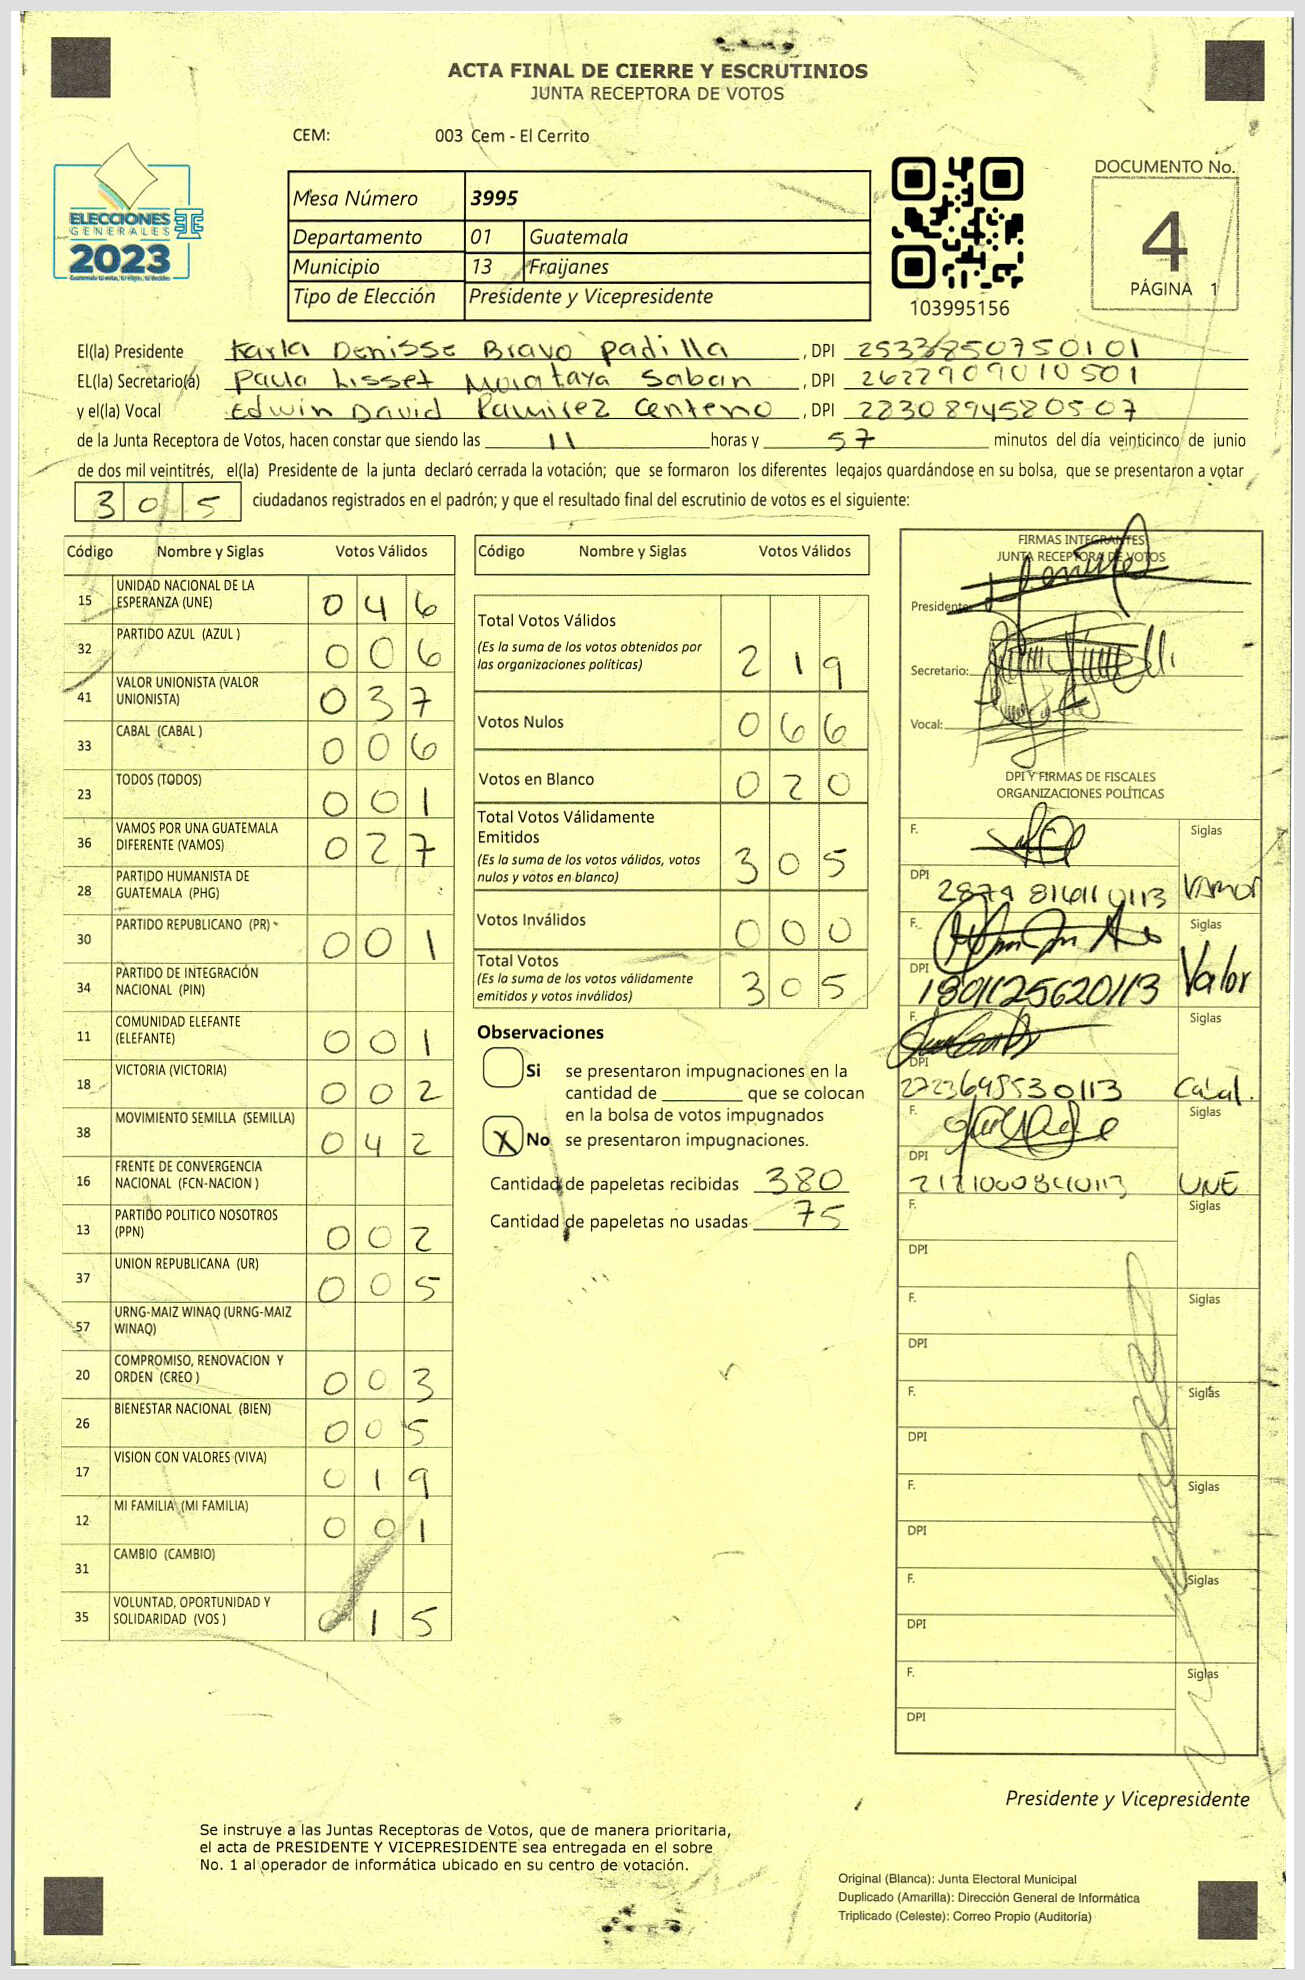 ACTA FINAL DE CIERRE Y ESCRUTINIOS
JUNTA RECEPTORA DE VOTOS
CEM: 003 Cem - El Cerrito
ELECCIONES
GENERALES
2023
Mesa Número 3995
Departamento 01 Guatemala
Municipio 13 Fraijanes
Tipo de Elección Presidente y Vicepresidente
103995156
DOCUMENTO No.
4
PÁGINA 1
El(la) Presidente Karla Denisse Bravo Padilla , DPI 2533850750101
EL(la) Secretario(a) Paula Lisset Morataya Saban , DPI 2622909010501
y el(la) Vocal Edwin David Ramirez Centeno , DPI 2230894580507
de la Junta Receptora de Votos, hacen constar que siendo las 11 horas y 57 minutos del día veinticinco de junio
de dos mil veintitrés, el(la) Presidente de la junta declaró cerrada la votación; que se formaron los diferentes legajos guardándose en su bolsa, que se presentaron a votar
305 ciudadanos registrados en el padrón; y que el resultado final del escrutinio de votos es el siguiente:
Código Nombre y Siglas Votos Válidos
15 UNIDAD NACIONAL DE LA ESPERANZA (UNE) 046
32 PARTIDO AZUL (AZUL ) 006
41 VALOR UNIONISTA (VALOR UNIONISTA) 037
33 CABAL (CABAL ) 006
23 TODOS (TODOS) 001
36 VAMOS POR UNA GUATEMALA DIFERENTE (VAMOS) 027
28 PARTIDO HUMANISTA DE GUATEMALA (PHG)
30 PARTIDO REPUBLICANO (PR) 001
34 PARTIDO DE INTEGRACIÓN NACIONAL (PIN)
11 COMUNIDAD ELEFANTE (ELEFANTE) 001
18 VICTORIA (VICTORIA) 002
38 MOVIMIENTO SEMILLA (SEMILLA) 042
16 FRENTE DE CONVERGENCIA NACIONAL (FCN-NACION )
13 PARTIDO POLITICO NOSOTROS (PPN) 002
37 UNION REPUBLICANA (UR) 005
57 URNG-MAIZ WINAQ (URNG-MAIZ WINAQ)
20 COMPROMISO, RENOVACION Y ORDEN (CREO ) 003
26 BIENESTAR NACIONAL (BIEN) 005
17 VISION CON VALORES (VIVA) 019
12 MI FAMILIA (MI FAMILIA) 001
31 CAMBIO (CAMBIO)
35 VOLUNTAD, OPORTUNIDAD Y SOLIDARIDAD (VOS ) 015
Código Nombre y Siglas Votos Válidos
Total Votos Válidos 219
(Es la suma de los votos obtenidos por
las organizaciones políticas)
Votos Nulos 066
Votos en Blanco 020
Total Votos Válidamente
Emitidos 305
(Es la suma de los votos válidos, votos
nulos y votos en blanco)
Votos Inválidos 000
Total Votos 305
(Es la suma de los votos válidamente
emitidos y votos inválidos)
Observaciones
Si se presentaron impugnaciones en la
cantidad de ________ que se colocan
en la bolsa de votos impugnados
X No se presentaron impugnaciones.
Cantidad de papeletas recibidas 380
Cantidad de papeletas no usadas 75
FIRMAS INTEGRANTES
JUNTA RECEPTORA DE VOTOS
Presidente:
Secretario:
Vocal:
DPI Y FIRMAS DE FISCALES
ORGANIZACIONES POLÍTICAS
F. Siglas
DPI VAMOS
F. Siglas
DPI 1801125620113 Valor
F. Siglas
DPI 2723698530113 Cabal.
F. Siglas
DPI 2121000840113 UNE
F. Siglas
DPI
F. Siglas
DPI
F. Siglas
DPI
F. Siglas
DPI
F. Siglas
DPI
F. Siglas
DPI
Presidente y Vicepresidente
Se instruye a las Juntas Receptoras de Votos, que de manera prioritaria,
el acta de PRESIDENTE Y VICEPRESIDENTE sea entregada en el sobre
No. 1 al operador de informática ubicado en su centro de votación.
Original (Blanca): Junta Electoral Municipal
Duplicado (Amarilla): Dirección General de Informática
Triplicado (Celeste): Correo Propio (Auditoría)